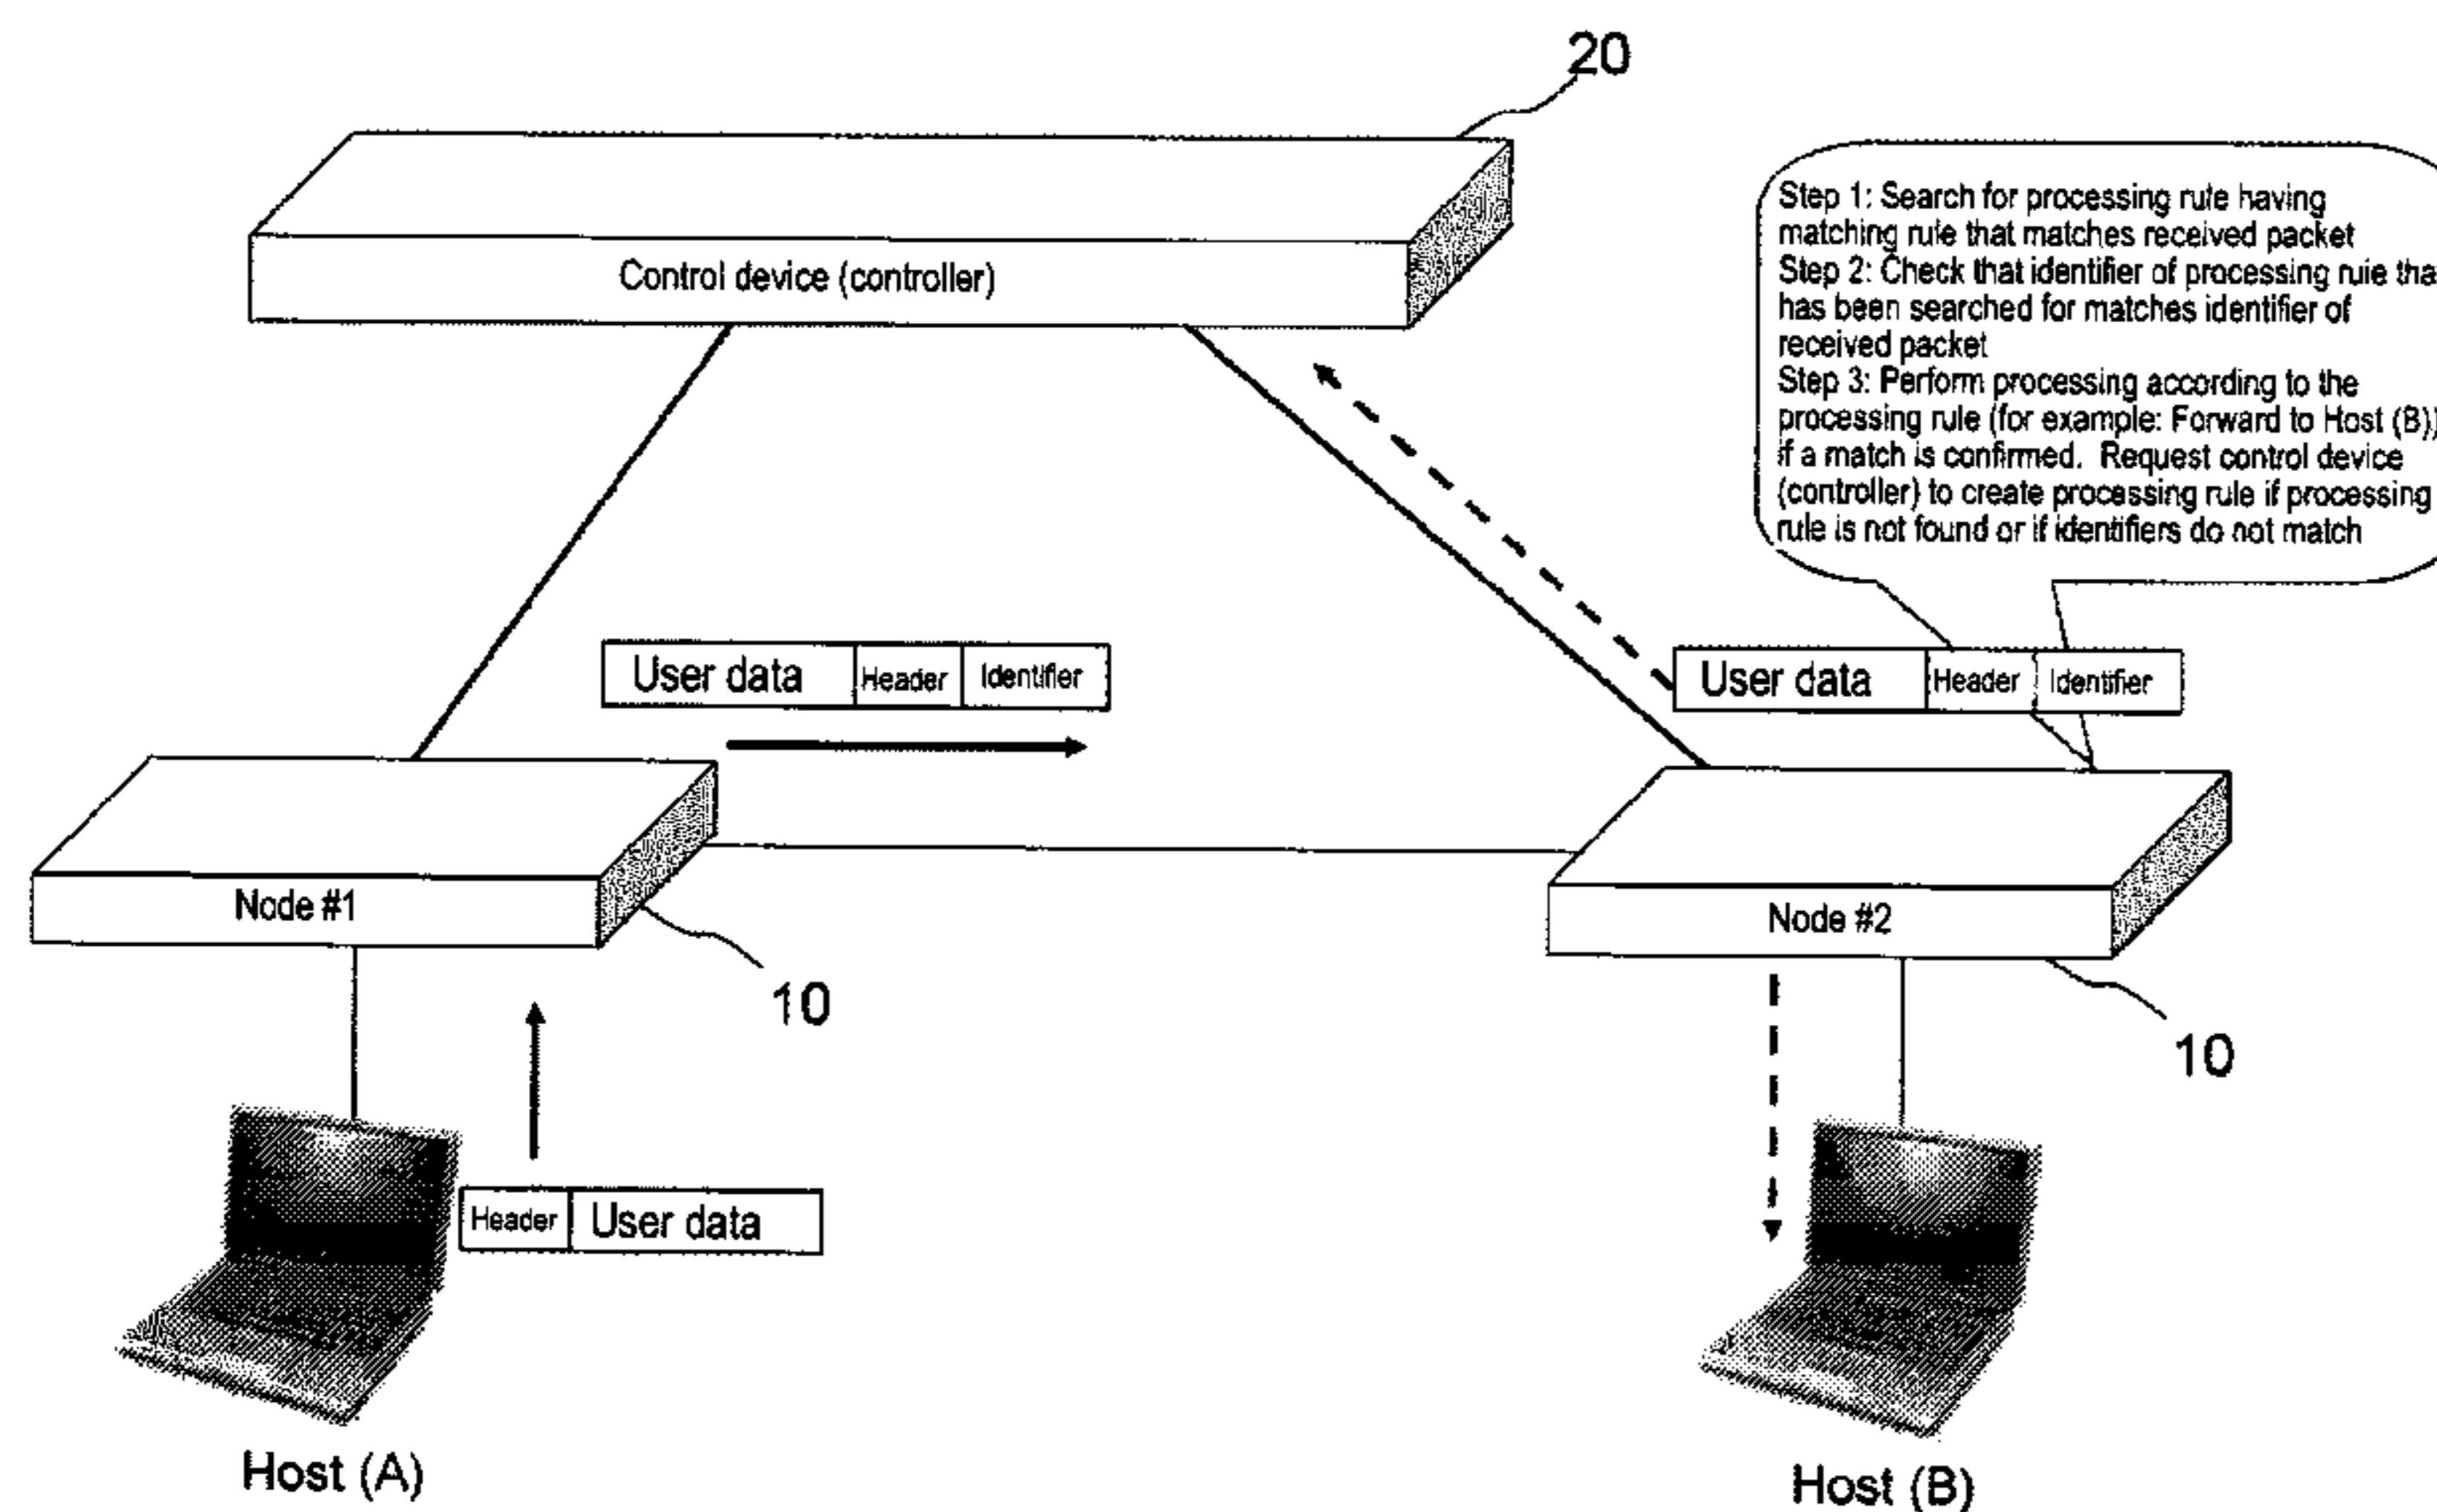 20
Control device (controller)
Step 1: Search for processing rule having
matching rule that matches received packet
Step 2: Check that identifier of processing rule tha
has been searched for matches identifier of
received packet
Step 3: Perform processing according to the
processing rule (for example: Forward to Host (B))
if a match is confirmed. Request control device
(controller) to create processing rule if processing
rule is not found or if identifiers do not match
User data Header Identifier
User data Header Identifier
Node #1
Node #2
10
10
Header User data
Host (A)
Host (B)